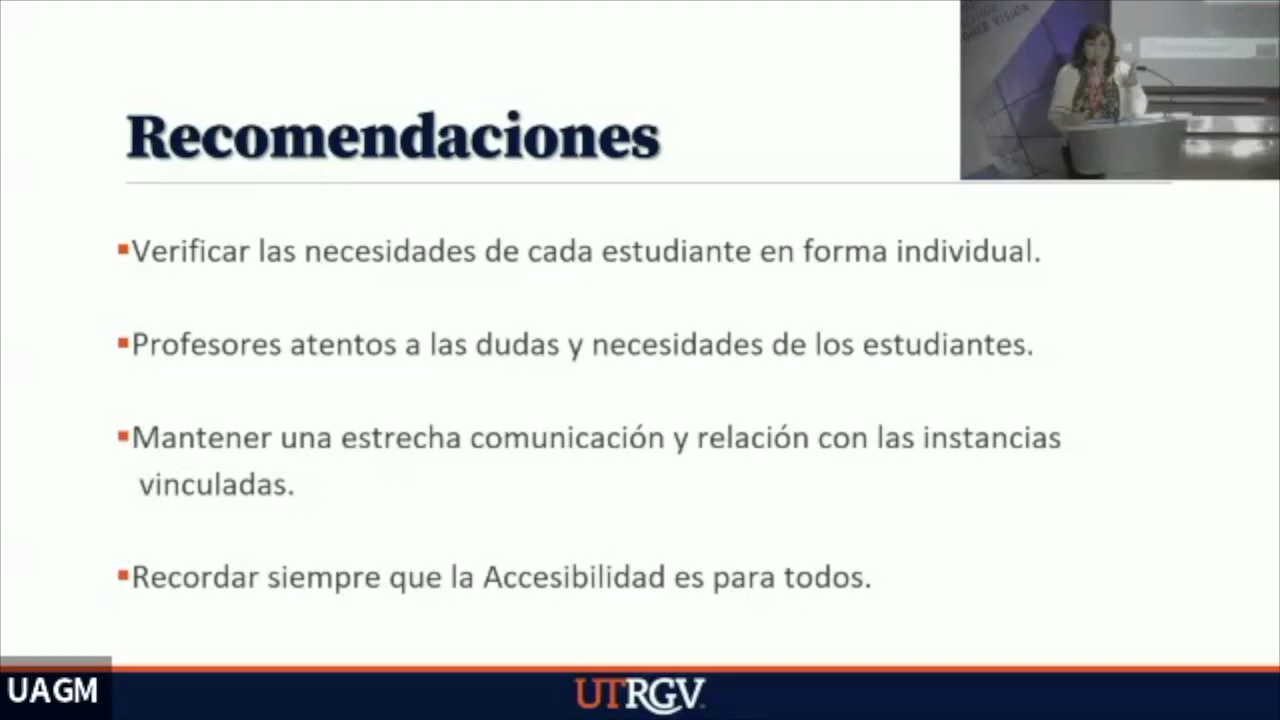 Recomendaciones
▪Verificar las necesidades de cada estudiante en forma individual.
▪Profesores atentos a las dudas y necesidades de los estudiantes.
▪Mantener una estrecha comunicación y relación con las instancias
vinculadas.
▪Recordar siempre que la Accesibilidad es para todos.
UAGM
UTRGV